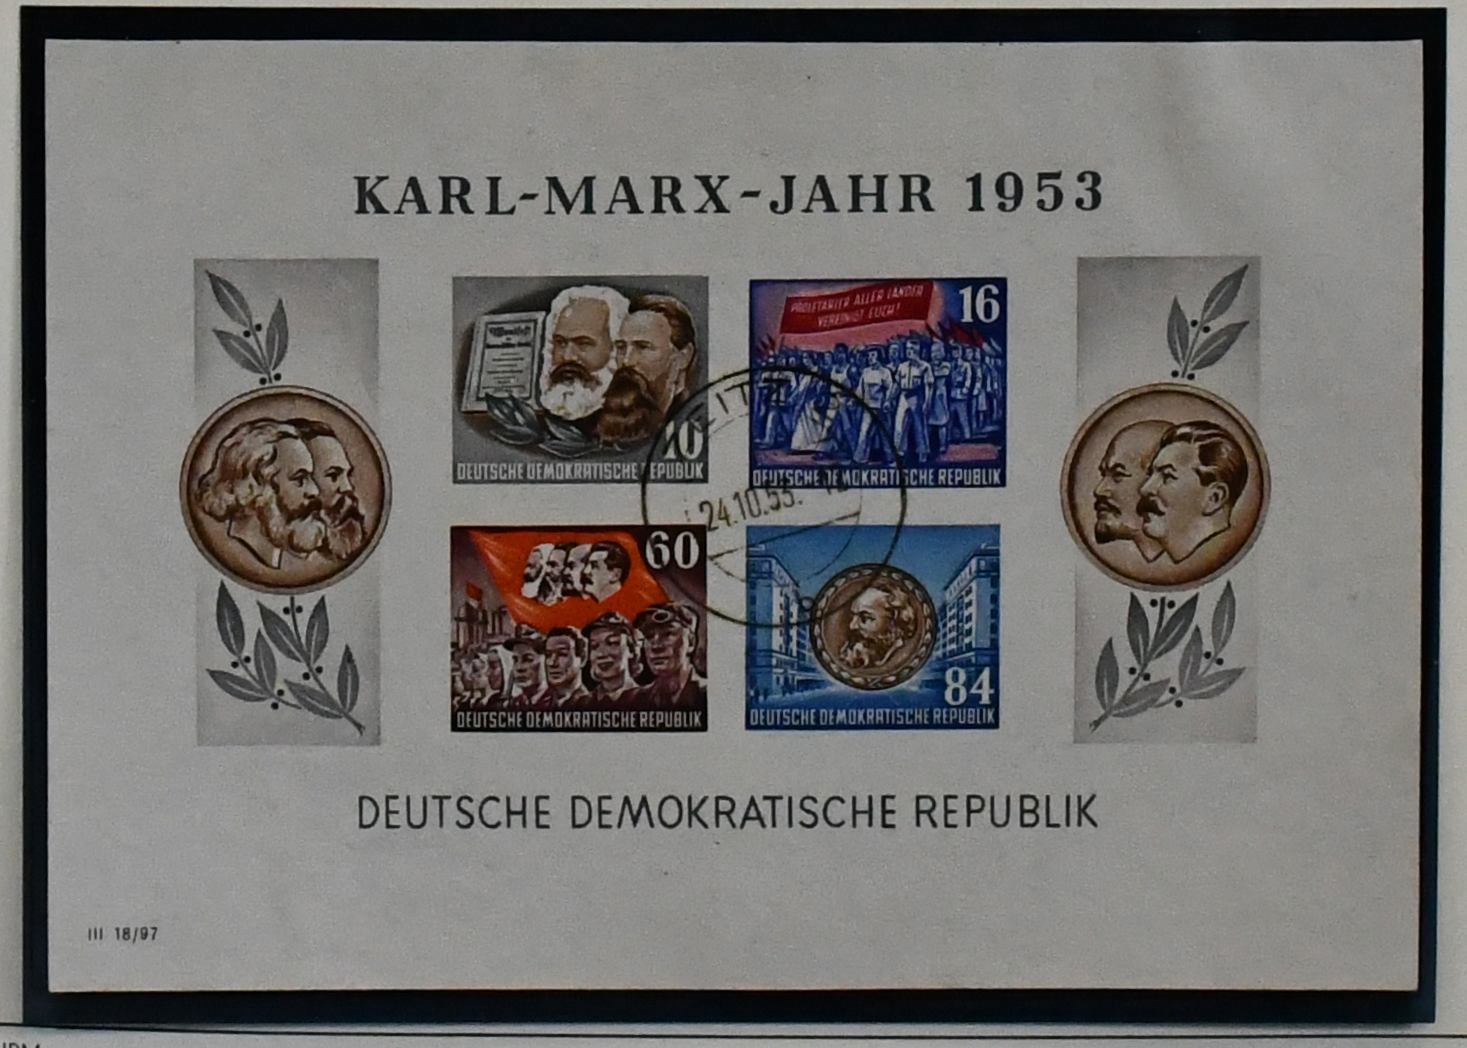 KARL-MARX-JAHR 1953
10
DEUTSCHE DEMOKRATISCHE REPUBLIK
PROLETARIER ALLER LÄNDER
VEREINIGT EUCH!
16
DEUTSCHE DEMOKRATISCHE REPUBLIK
24.10.53.
60
DEUTSCHE DEMOKRATISCHE REPUBLIK
84
DEUTSCHE DEMOKRATISCHE REPUBLIK
DEUTSCHE DEMOKRATISCHE REPUBLIK
III 18/97